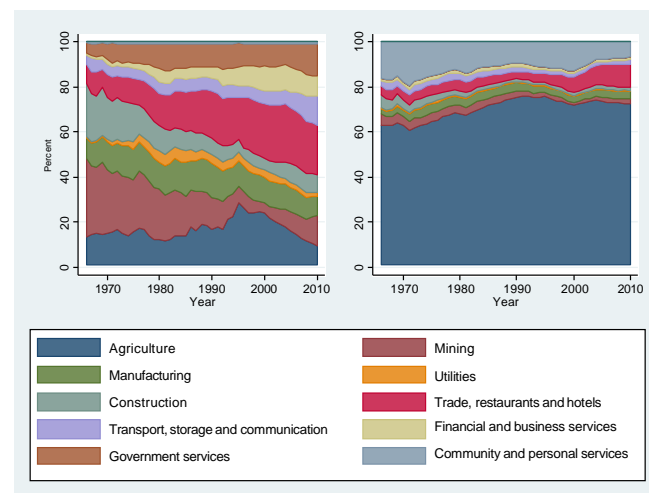 Percent
100
80
60
40
20
0
1970 1980 1990 2000 2010
Year
100
80
60
40
20
0
1970 1980 1990 2000 2010
Year
Agriculture Mining
Manufacturing Utilities
Construction Trade, restaurants and hotels
Transport, storage and communication Financial and business services
Government services Community and personal services